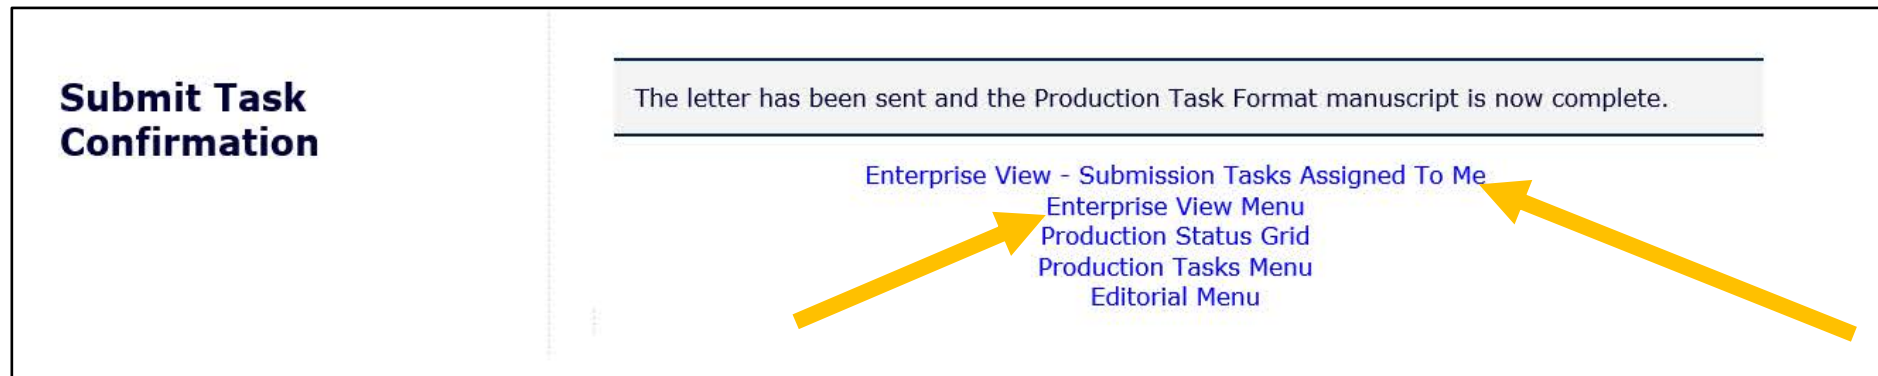 Submit Task
Confirmation
The letter has been sent and the Production Task Format manuscript is now complete.
Enterprise View - Submission Tasks Assigned To Me
Enterprise View Menu
Production Status Grid
Production Tasks Menu
Editorial Menu